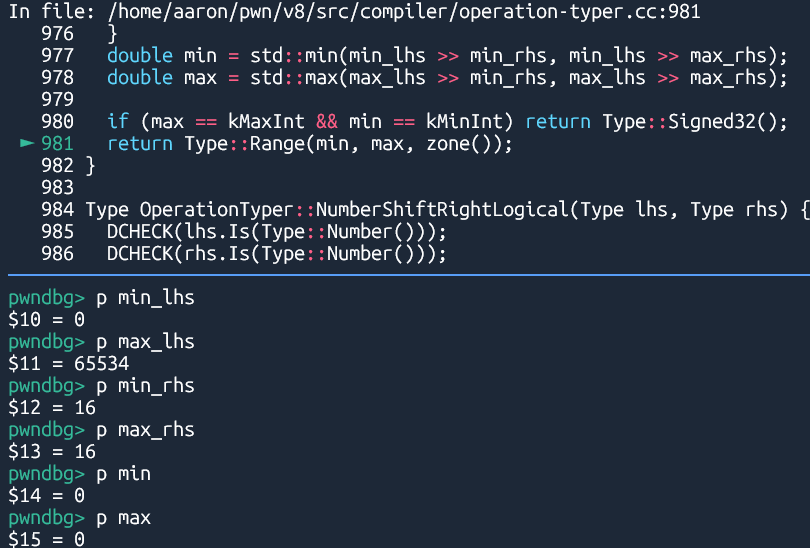 In file: /home/aaron/pwn/v8/src/compiler/operation-typer.cc:981
976 }
977 double min = std::min(min_lhs >> min_rhs, min_lhs >> max_rhs);
978 double max = std::max(max_lhs >> min_rhs, max_lhs >> max_rhs);
979
980 if (max == kMaxInt && min == kMinInt) return Type::Signed32();
► 981 return Type::Range(min, max, zone());
982 }
983
984 Type OperationTyper::NumberShiftRightLogical(Type lhs, Type rhs) {
985 DCHECK(lhs.Is(Type::Number()));
986 DCHECK(rhs.Is(Type::Number()));
pwndbg> p min_lhs
$10 = 0
pwndbg> p max_lhs
$11 = 65534
pwndbg> p min_rhs
$12 = 16
pwndbg> p max_rhs
$13 = 16
pwndbg> p min
$14 = 0
pwndbg> p max
$15 = 0